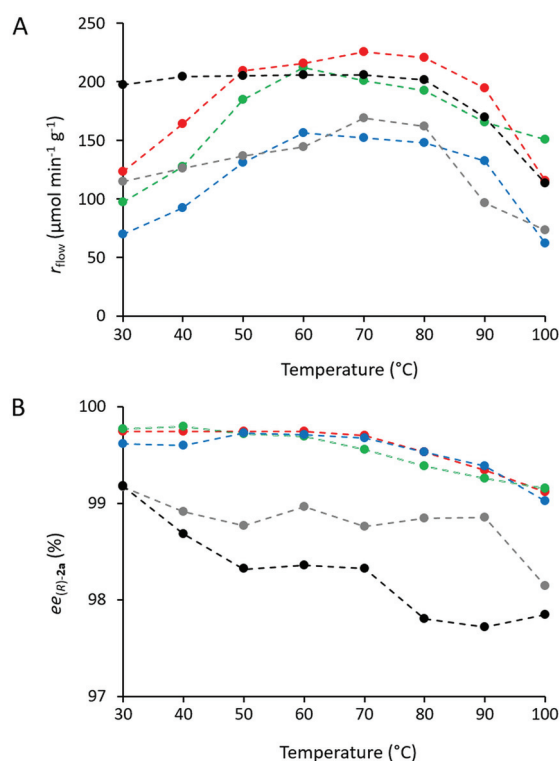 A
250
200
150
100
50
0
r_flow (µmol min⁻¹ g⁻¹)
30 40 50 60 70 80 90 100
Temperature (°C)
B
100
99
98
97
ee_(R)-2a (%)
30 40 50 60 70 80 90 100
Temperature (°C)